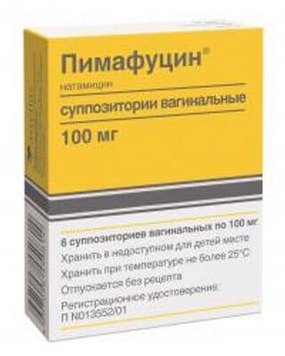 Пимафуцин®
натамицин
суппозитории вагинальные
100 мг
6 суппозиториев вагинальных по 100 мг
Хранить в недоступном для детей месте
Хранить при температуре не более 25°C
Отпускается без рецепта
Регистрационное удостоверение:
П N013552/01